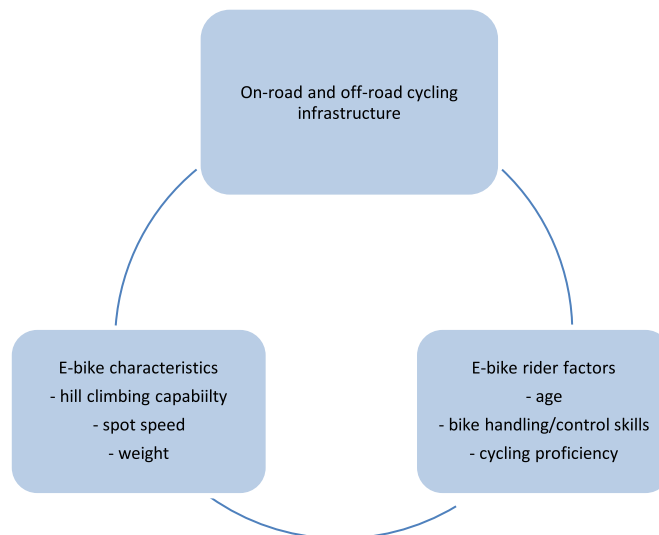 On-road and off-road cycling
infrastructure
E-bike characteristics
- hill climbing capabiilty
- spot speed
- weight
E-bike rider factors
- age
- bike handling/control skills
- cycling proficiency